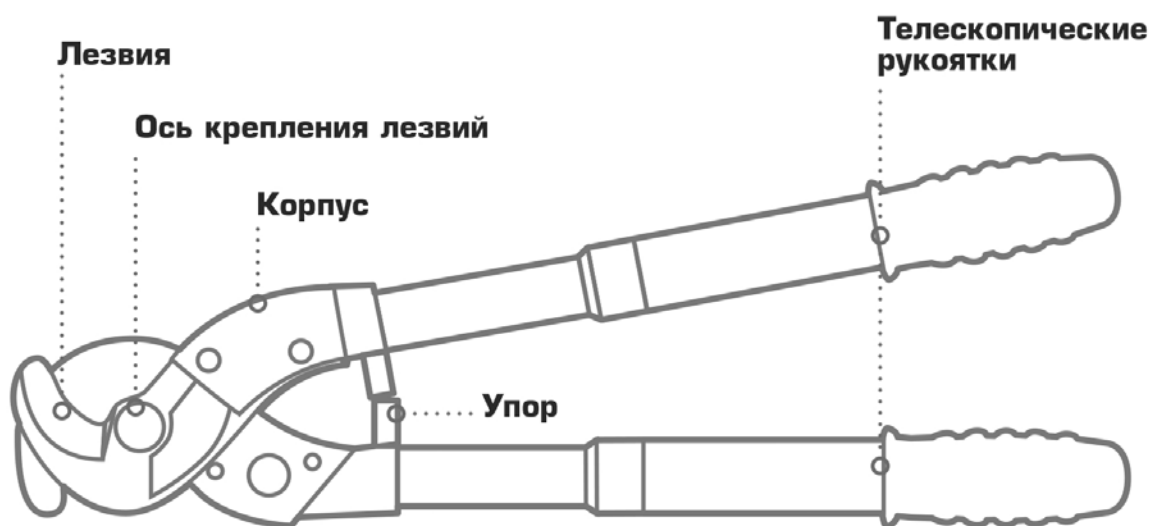 Телескопические
рукоятки
Лезвия
Ось крепления лезвий
Корпус
Упор